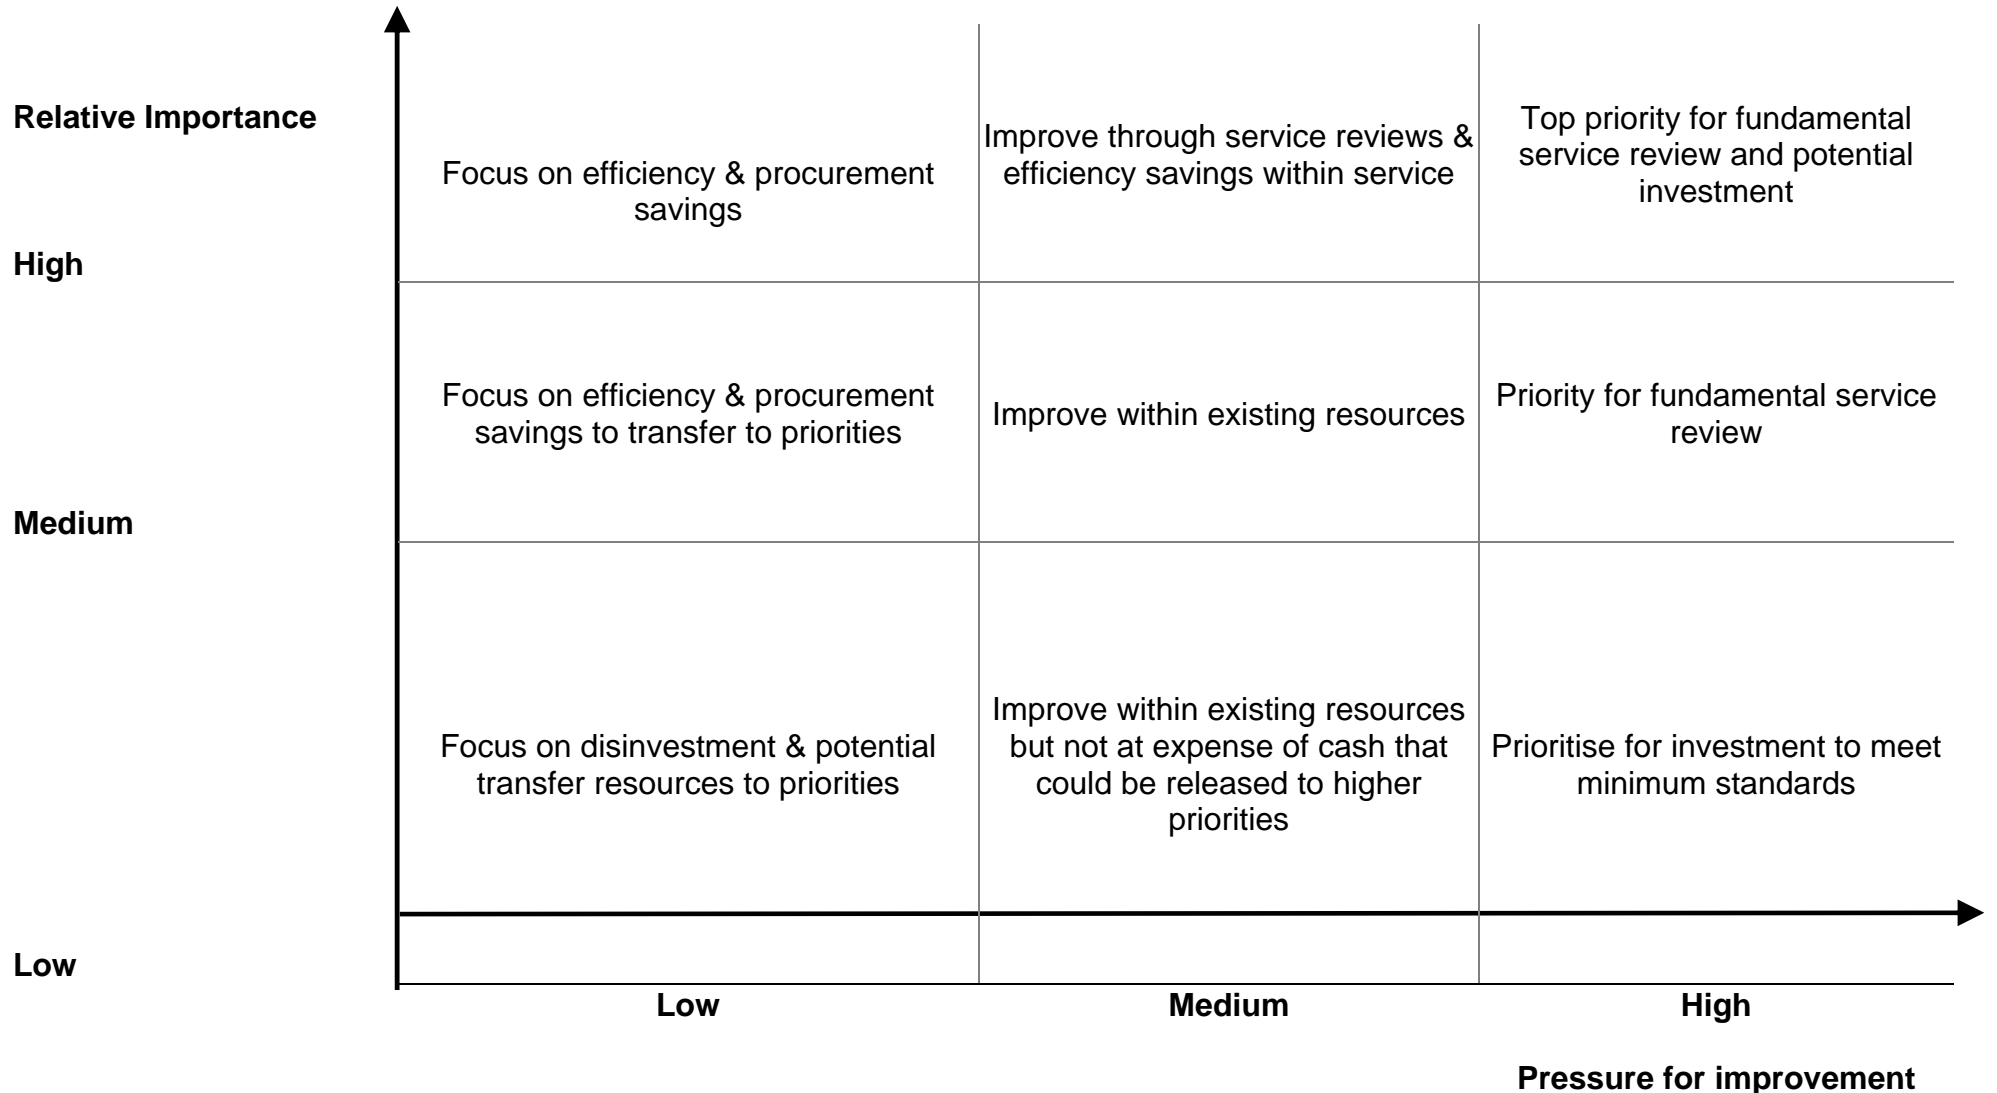 Relative Importance
Focus on efficiency & procurement
savings
Improve through service reviews &
efficiency savings within service
Top priority for fundamental
service review and potential
investment
High
Focus on efficiency & procurement
savings to transfer to priorities
Improve within existing resources
Priority for fundamental service
review
Medium
Focus on disinvestment & potential
transfer resources to priorities
Improve within existing resources
but not at expense of cash that
could be released to higher
priorities
Prioritise for investment to meet
minimum standards
Low
Low
Medium
High
Pressure for improvement